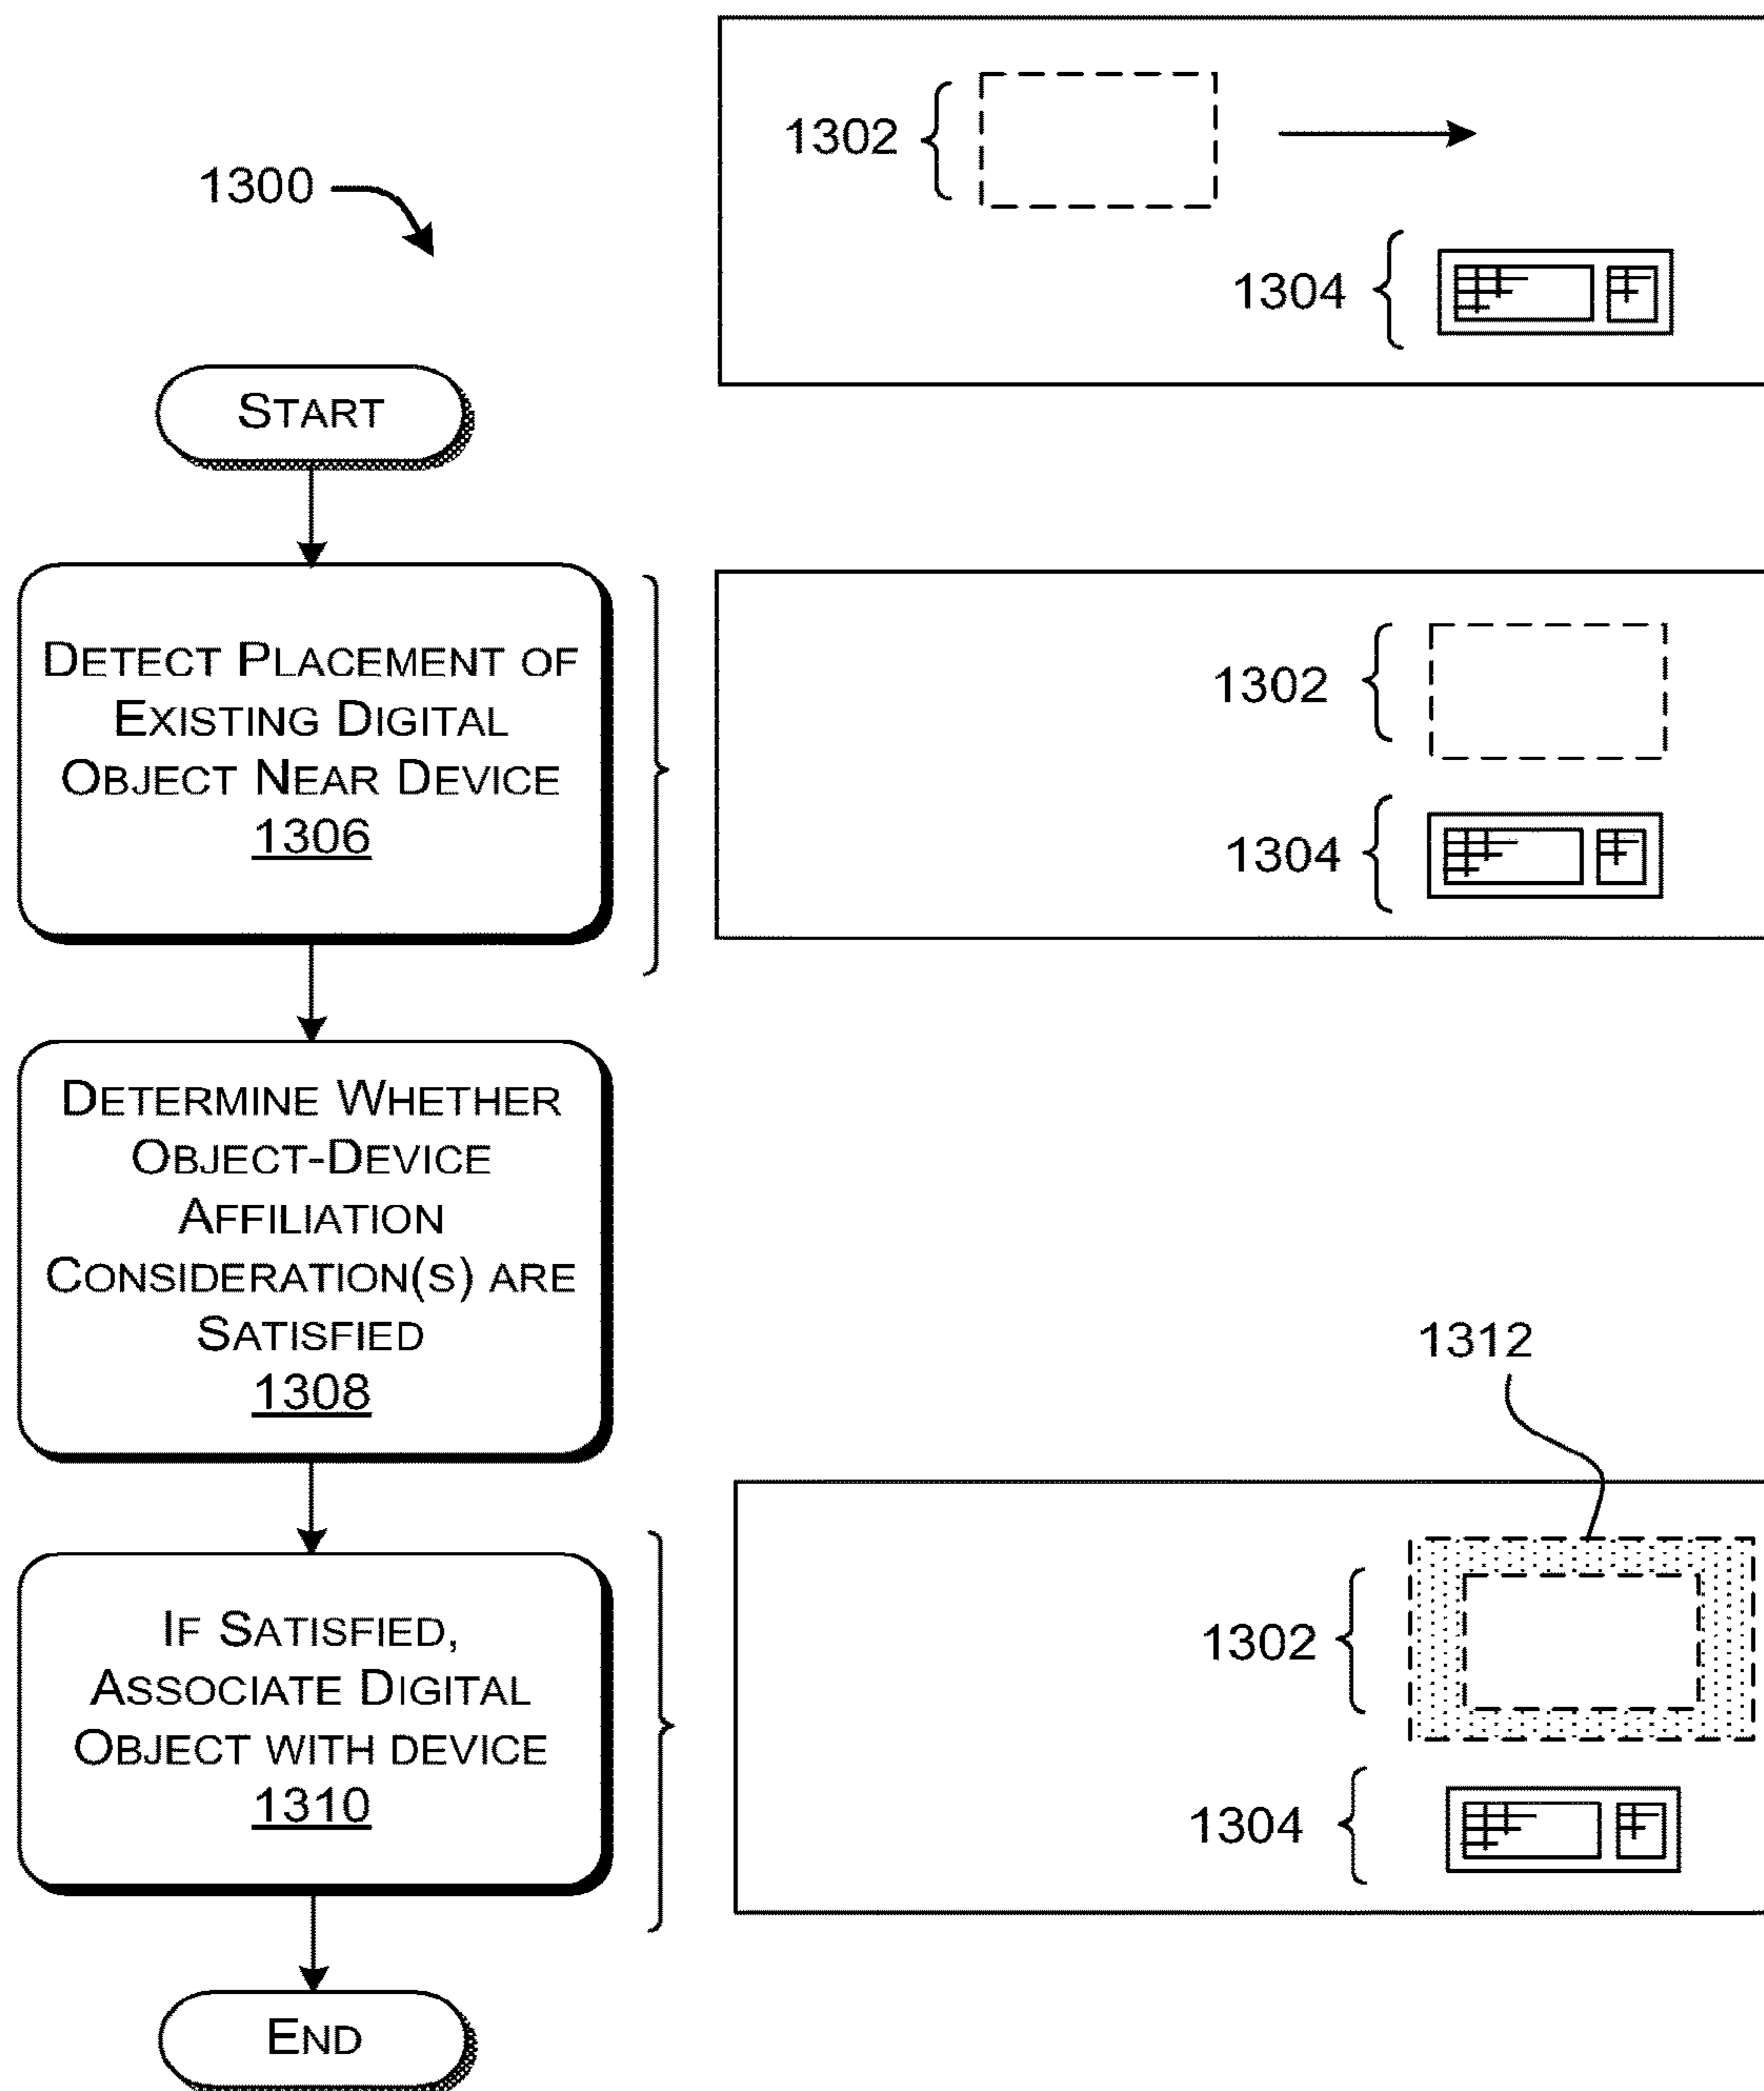 1300
START
DETECT PLACEMENT OF
EXISTING DIGITAL
OBJECT NEAR DEVICE
1306
DETERMINE WHETHER
OBJECT-DEVICE
AFFILIATION
CONSIDERATION(S) ARE
SATISFIED
1308
IF SATISFIED,
ASSOCIATE DIGITAL
OBJECT WITH DEVICE
1310
END
1302
1304
1302
1304
1312
1302
1304